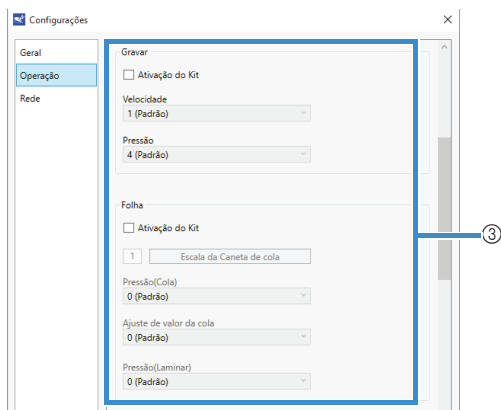 Configurações
Geral
Operação
Rede
Gravar
Ativação do Kit
Velocidade
1 (Padrão)
Pressão
4 (Padrão)
Folha
Ativação do Kit
1 Escala da Caneta de cola
Pressão(Cola)
0 (Padrão)
Ajuste de valor da cola
0 (Padrão)
Pressão(Laminar)
0 (Padrão)
③